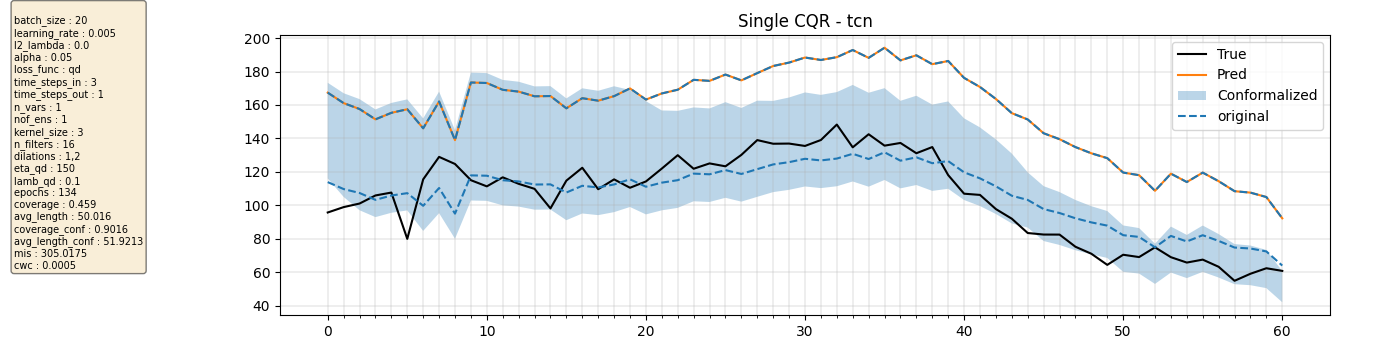 Single CQR - tcn
batch_size : 20
learning_rate : 0.005
l2_lambda : 0.0
alpha : 0.05
loss_func : qd
time_steps_in : 3
time_steps_out : 1
n_vars : 1
nof_ens : 1
kernel_size : 3
n_filters : 16
dilations : 1,2
eta_qd : 150
lamb_qd : 0.1
epochs : 134
coverage : 0.459
avg_length : 50.016
coverage_conf : 0.9016
avg_length_conf : 51.9213
mis : 305.0175
cwc : 0.0005
200
180
160
140
120
100
80
60
40
True
Pred
Conformalized
original
0 10 20 30 40 50 60